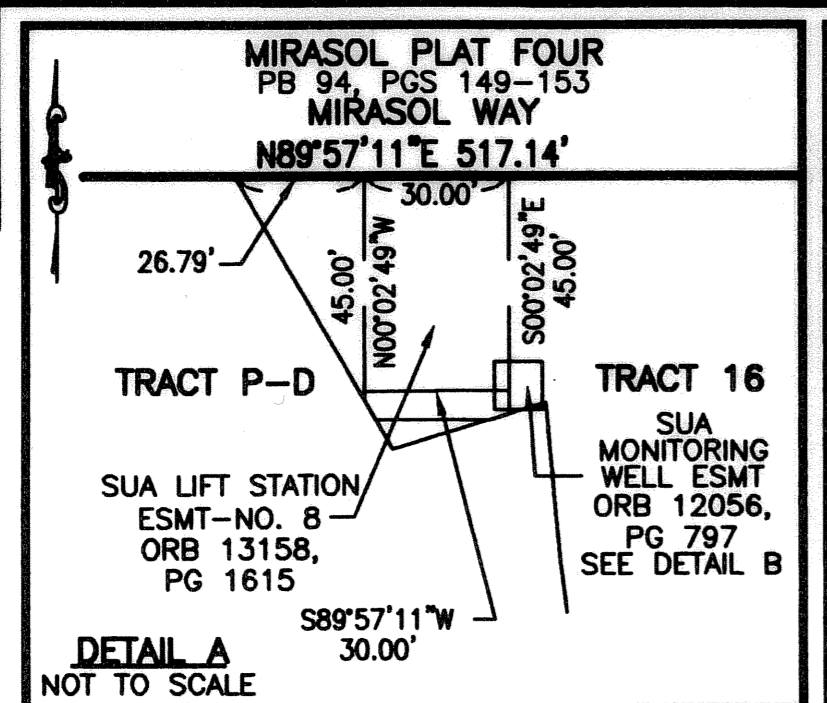 MIRASOL PLAT FOUR
PB 94, PGS 149-153
MIRASOL WAY
N89°57'11"E 517.14'
30.00'
26.79'
45.00'
N00°02'49"W
S00°02'49"E
45.00'
TRACT P-D
TRACT 16
SUA
MONITORING
WELL ESMT
ORB 12056,
PG 797
SEE DETAIL B
SUA LIFT STATION
ESMT-NO. 8
ORB 13158,
PG 1615
S89°57'11"W
30.00'
DETAIL A
NOT TO SCALE